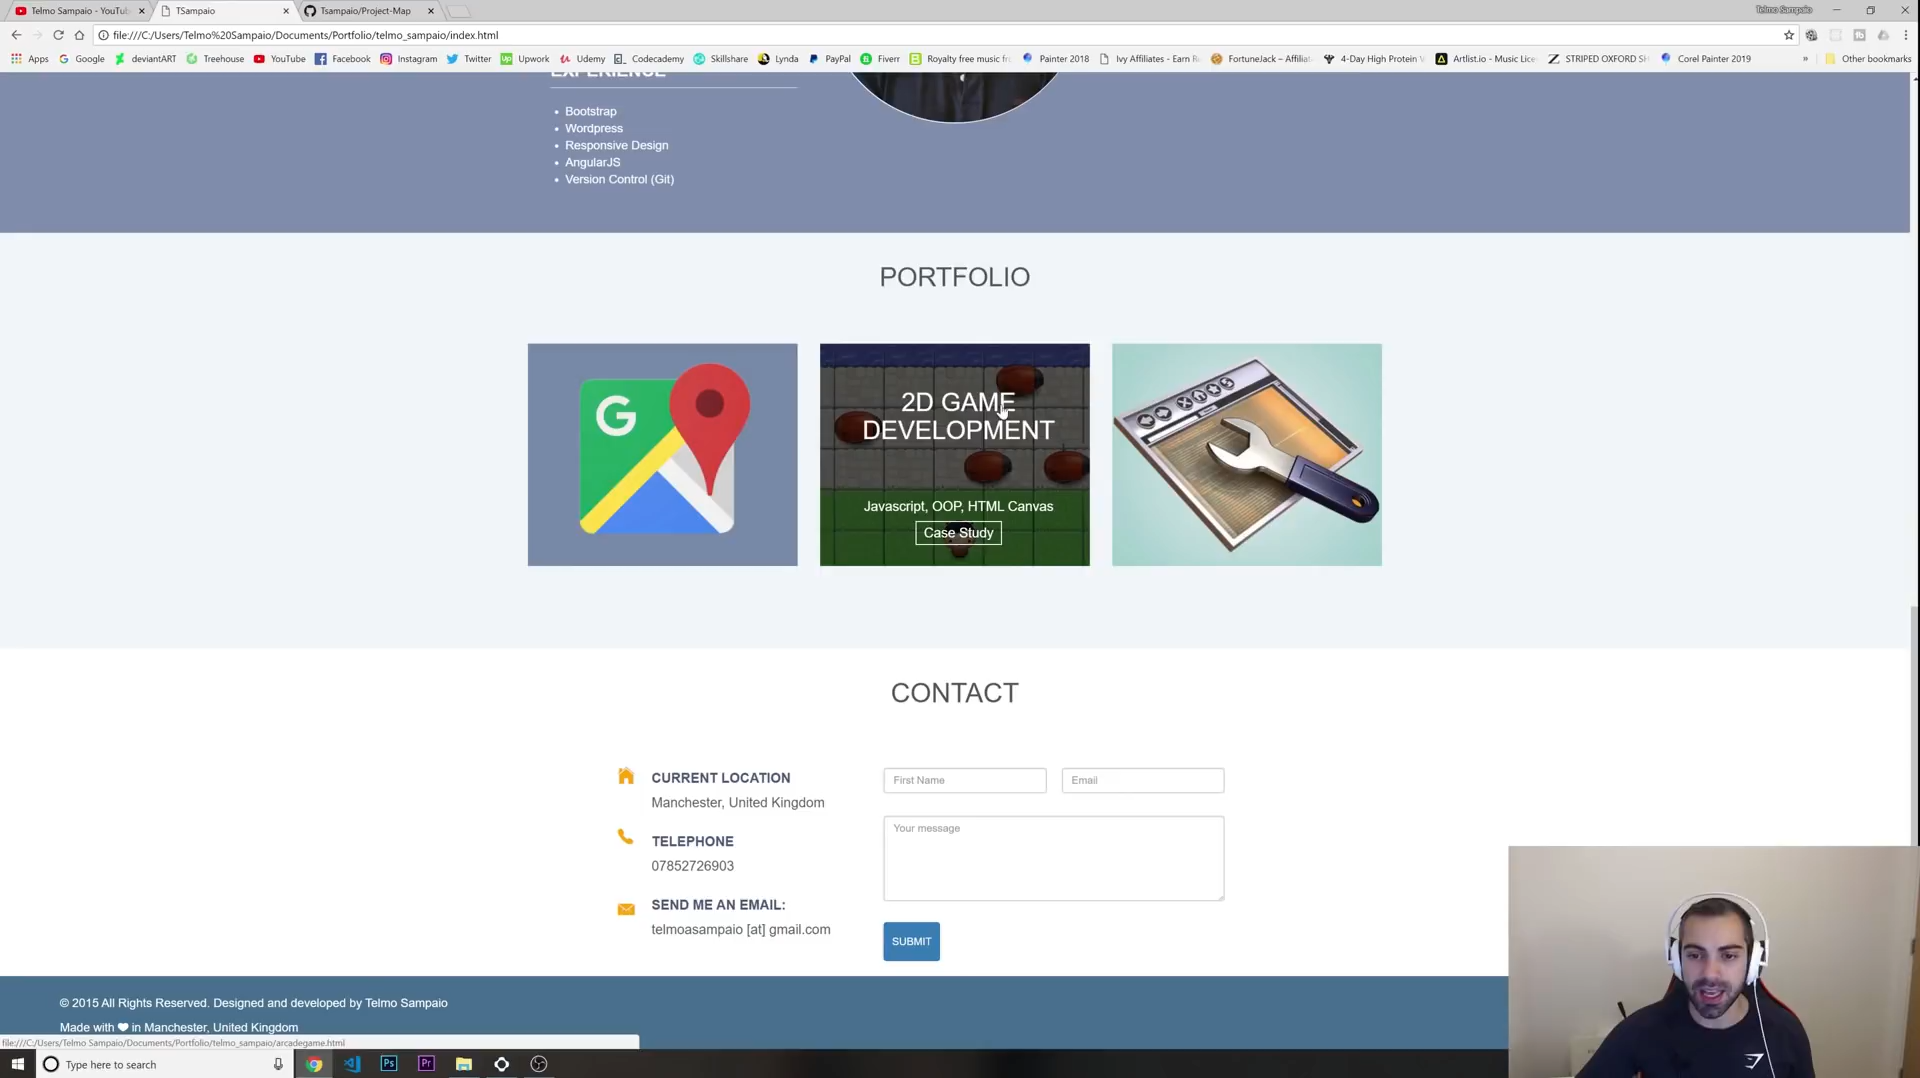 Telmo Sampaio - YouTu
TSampaio
Tsampaio/Project-Map
Telmo Sampaio
file:///C:/Users/Telmo%20Sampaio/Documents/Portfolio/telmo_sampaio/index.html
Apps
Google
deviantART
Treehouse
YouTube
Facebook
Instagram
Twitter
Upwork
Udemy
Codecademy
Skillshare
Lynda
PayPal
Fiverr
Royalty free music fr
Painter 2018
Ivy Affiliates - Earn R
FortuneJack – Affiliat
4-Day High Protein
Artlist.io - Music Lice
STRIPED OXFORD SH
Corel Painter 2019
»
Other bookmarks
EXPERIENCE
Bootstrap
Wordpress
Responsive Design
AngularJS
Version Control (Git)
PORTFOLIO
G
2D GAME
DEVELOPMENT
Javascript, OOP, HTML Canvas
Case Study
CONTACT
CURRENT LOCATION
Manchester, United Kingdom
TELEPHONE
07852726903
SEND ME AN EMAIL:
telmoasampaio [at] gmail.com
First Name
Email
Your message
SUBMIT
© 2015 All Rights Reserved. Designed and developed by Telmo Sampaio
Made with ❤ in Manchester, United Kingdom
file:///C:/Users/Telmo Sampaio/Documents/Portfolio/telmo_sampaio/arcadegame.html
Type here to search
Ps
Pr